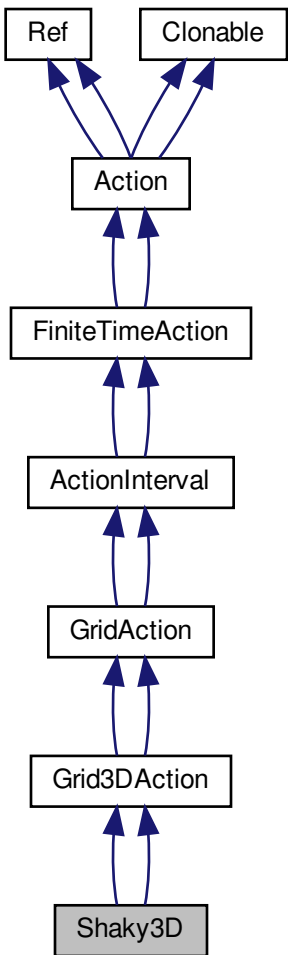 Ref
Clonable
Action
FiniteTimeAction
ActionInterval
GridAction
Grid3DAction
Shaky3D